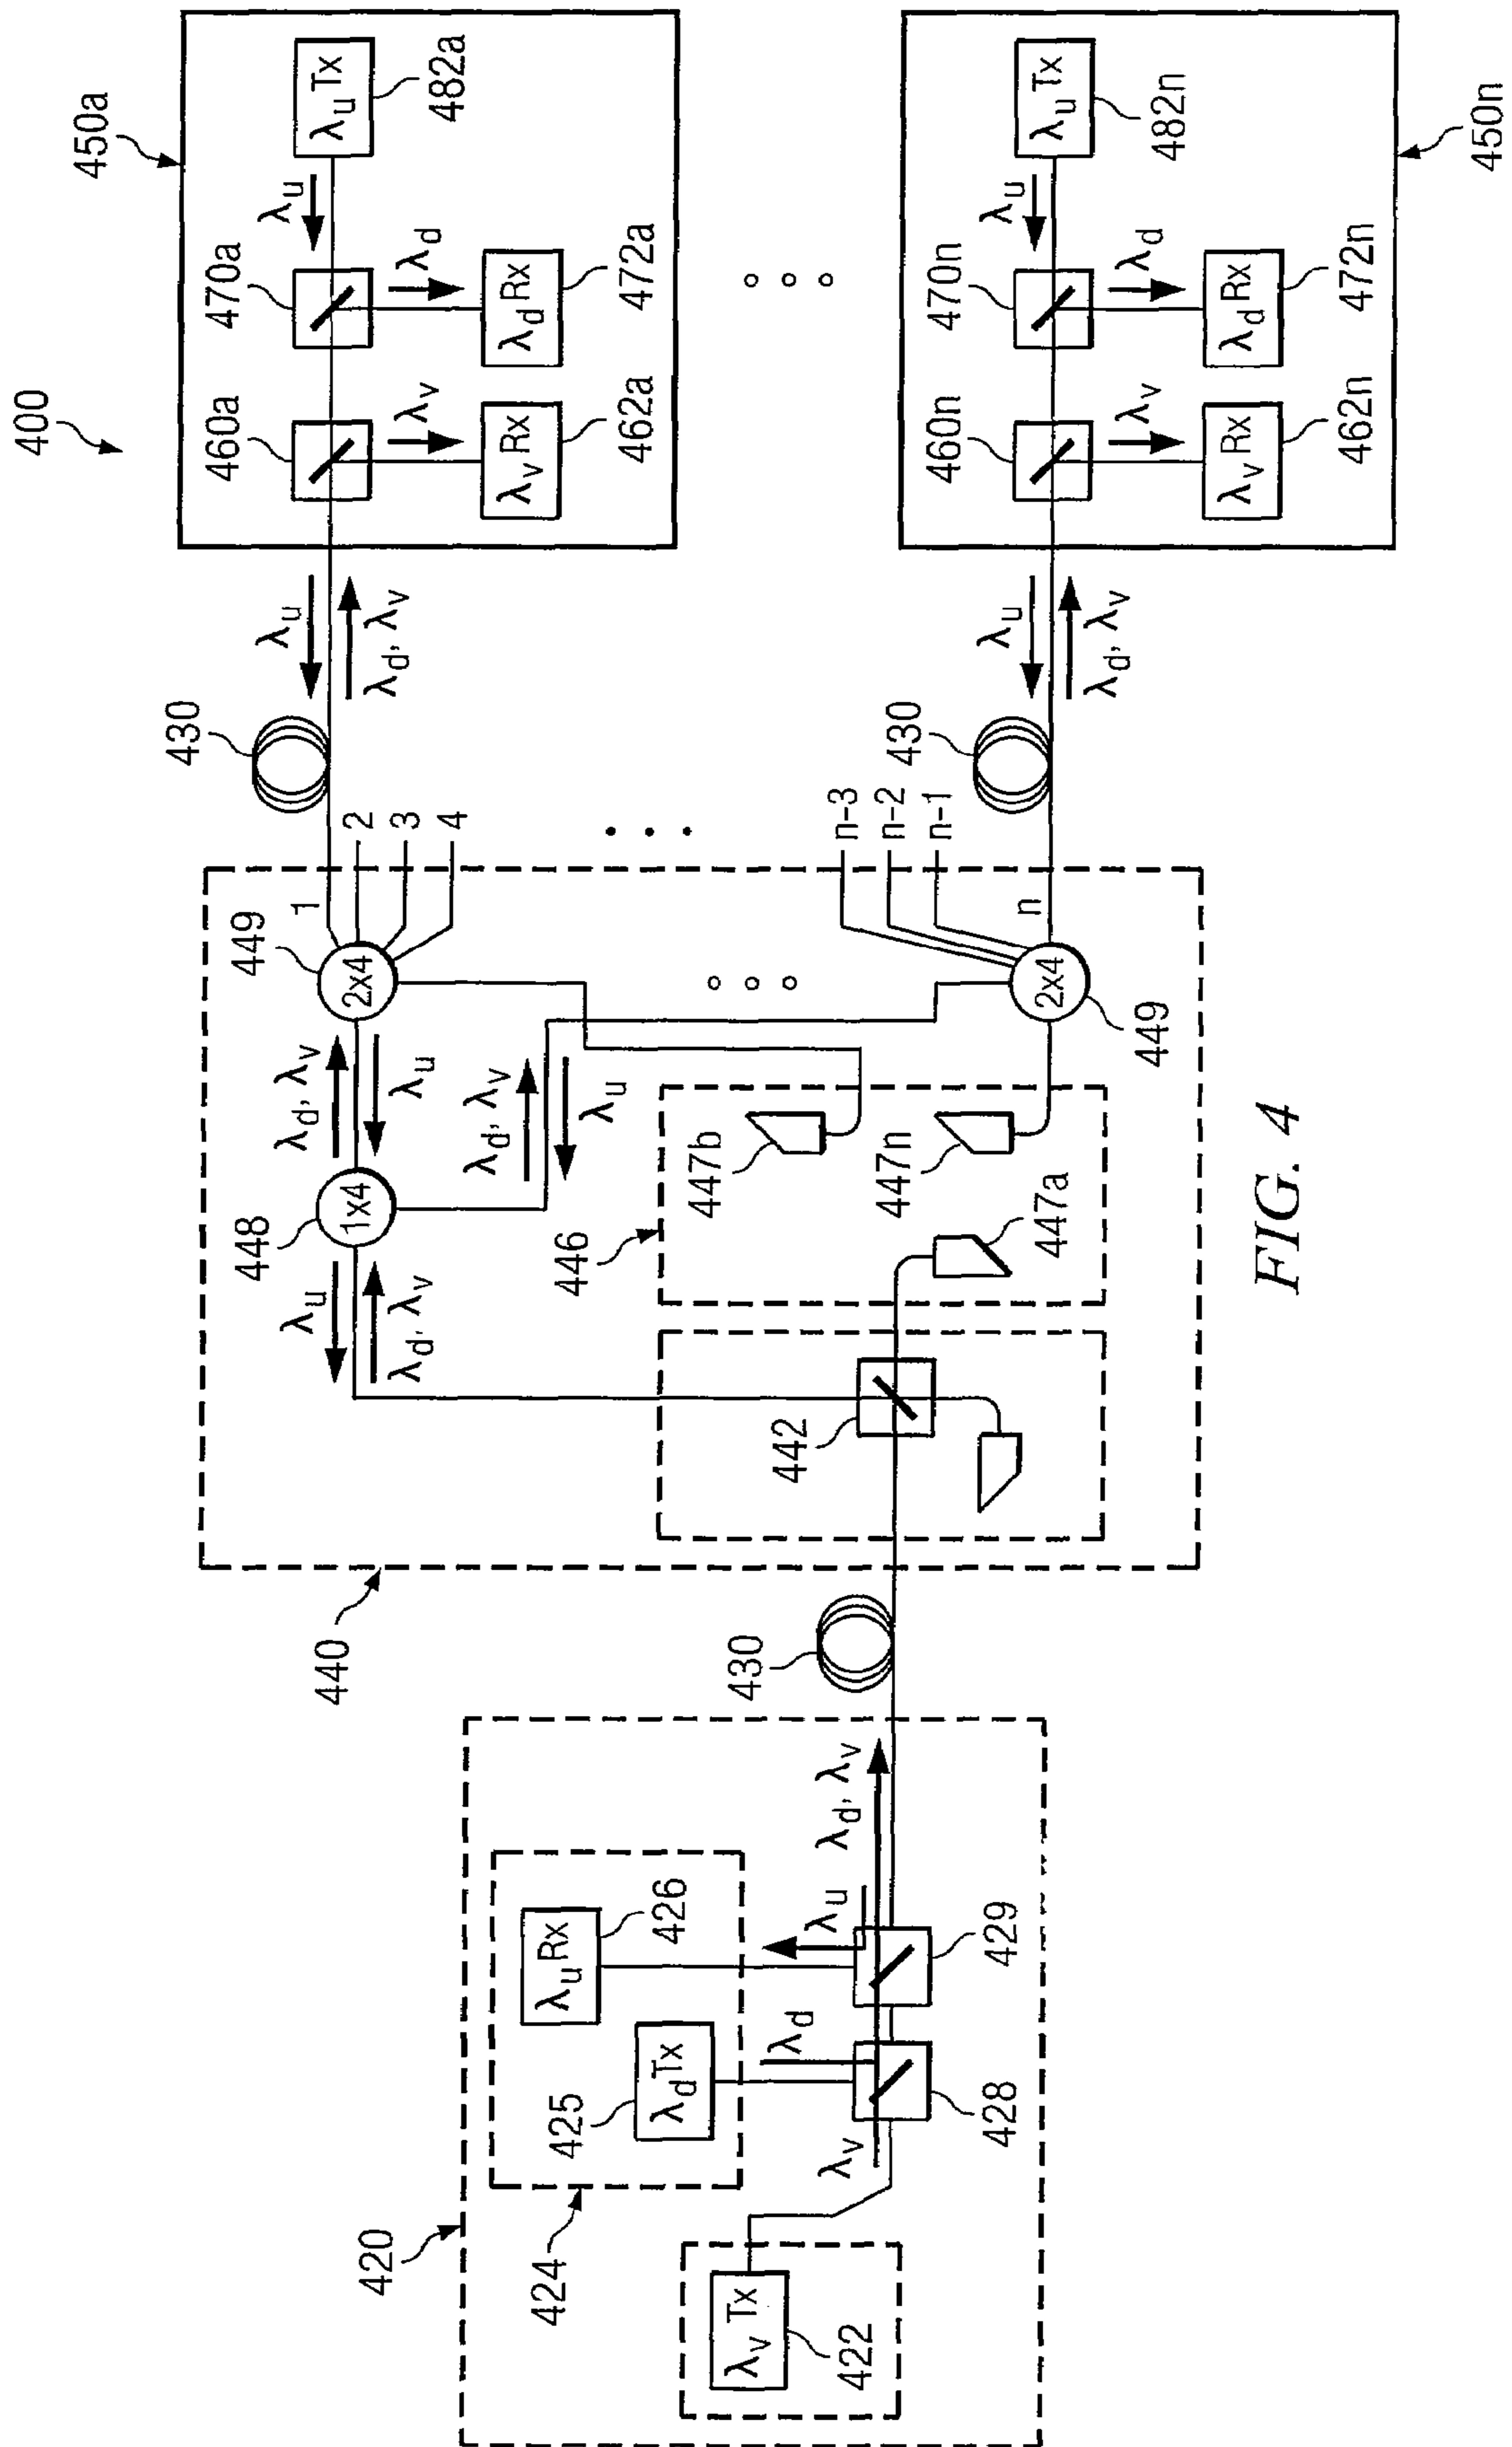 400
450a
λu Tx
482a
λu
470a
λd
λd Rx
472a
460a
λv
λv Rx
462a
λu
λd, λv
430
1
2
3
4
449
2x4
λd, λv
λu
448
1x4
λu
λd, λv
λd, λv
λu
446
447b
447n
447a
442
440
n-3
n-2
n-1
n
2x4
449
430
λu
λd, λv
450n
λu Tx
482n
λu
470n
λd
λd Rx
472n
460n
λv
λv Rx
462n
430
420
λd, λv
λu
λu Rx
426
429
λd
λd Tx
425
428
424
λv
λv Tx
422
FIG. 4